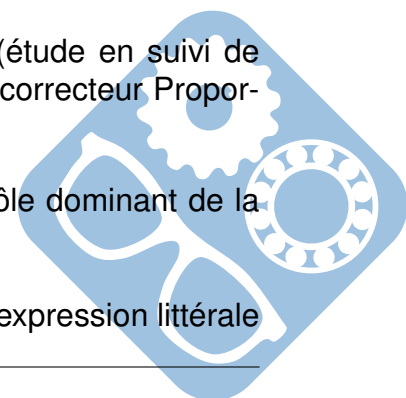 (étude en suivi de
correcteur Propor-
ôle dominant de la
expression littérale